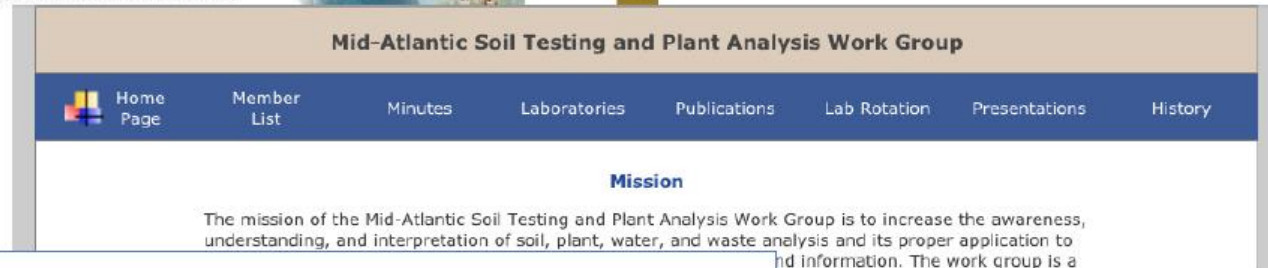 Mid-Atlantic Soil Testing and Plant Analysis Work Group
Home Page
Member List
Minutes
Laboratories
Publications
Lab Rotation
Presentations
History
Mission
The mission of the Mid-Atlantic Soil Testing and Plant Analysis Work Group is to increase the awareness,
understanding, and interpretation of soil, plant, water, and waste analysis and its proper application to
information. The work group is a